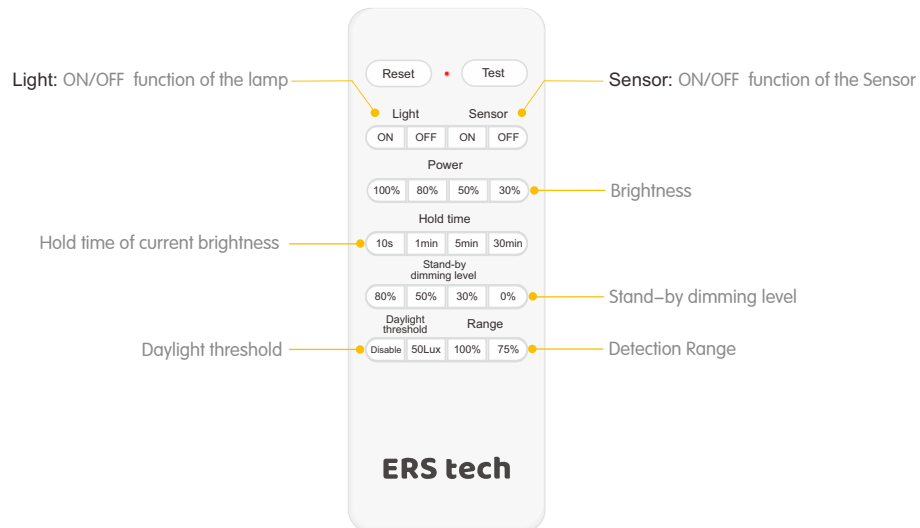 Reset Test
Light: ON/OFF function of the lamp
Sensor: ON/OFF function of the Sensor
Light Sensor
ON OFF ON OFF
Power
100% 80% 50% 30%
Brightness
Hold time
Hold time of current brightness
10s 1min 5min 30min
Stand-by
dimming level
80% 50% 30% 0%
Stand-by dimming level
Daylight
threshold
Range
Daylight threshold
Disable 50Lux 100% 75%
Detection Range
ERS tech